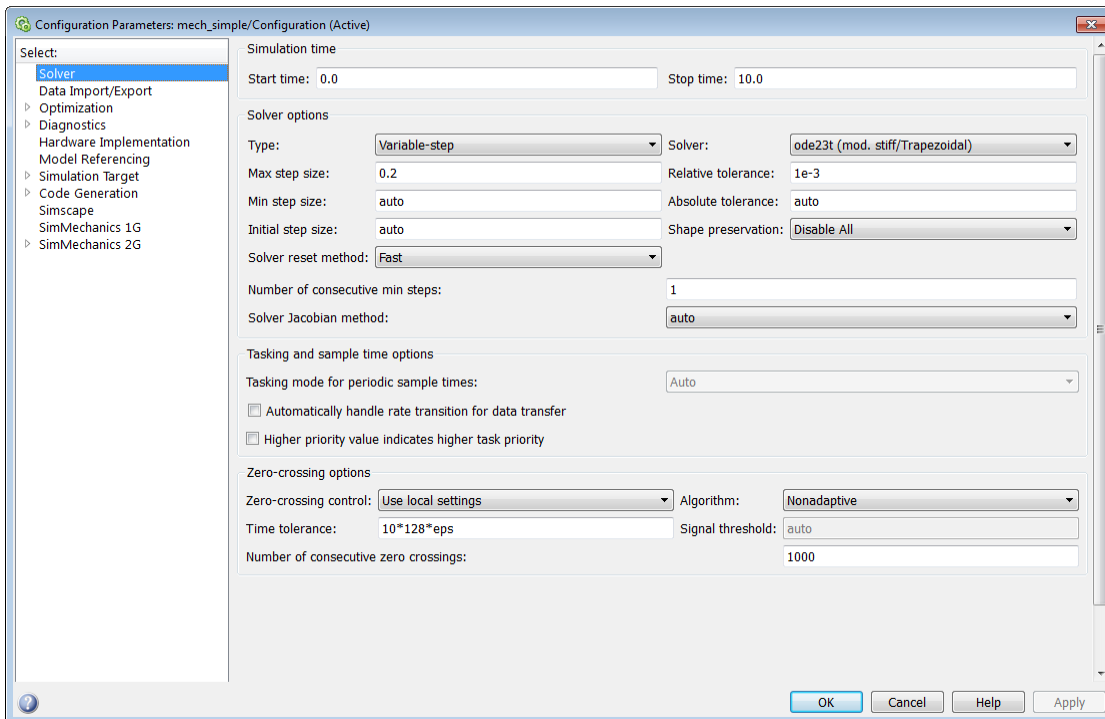 Configuration Parameters: mech_simple/Configuration (Active)
Select:
Solver
Data Import/Export
Optimization
Diagnostics
Hardware Implementation
Model Referencing
Simulation Target
Code Generation
Simscape
SimMechanics 1G
SimMechanics 2G
Simulation time
Start time: 0.0 Stop time: 10.0
Solver options
Type: Variable-step Solver: ode23t (mod. stiff/Trapezoidal)
Max step size: 0.2 Relative tolerance: 1e-3
Min step size: auto Absolute tolerance: auto
Initial step size: auto Shape preservation: Disable All
Solver reset method: Fast
Number of consecutive min steps: 1
Solver Jacobian method: auto
Tasking and sample time options
Tasking mode for periodic sample times: Auto
Automatically handle rate transition for data transfer
Higher priority value indicates higher task priority
Zero-crossing options
Zero-crossing control: Use local settings Algorithm: Nonadaptive
Time tolerance: 10*128*eps Signal threshold: auto
Number of consecutive zero crossings: 1000
OK Cancel Help Apply